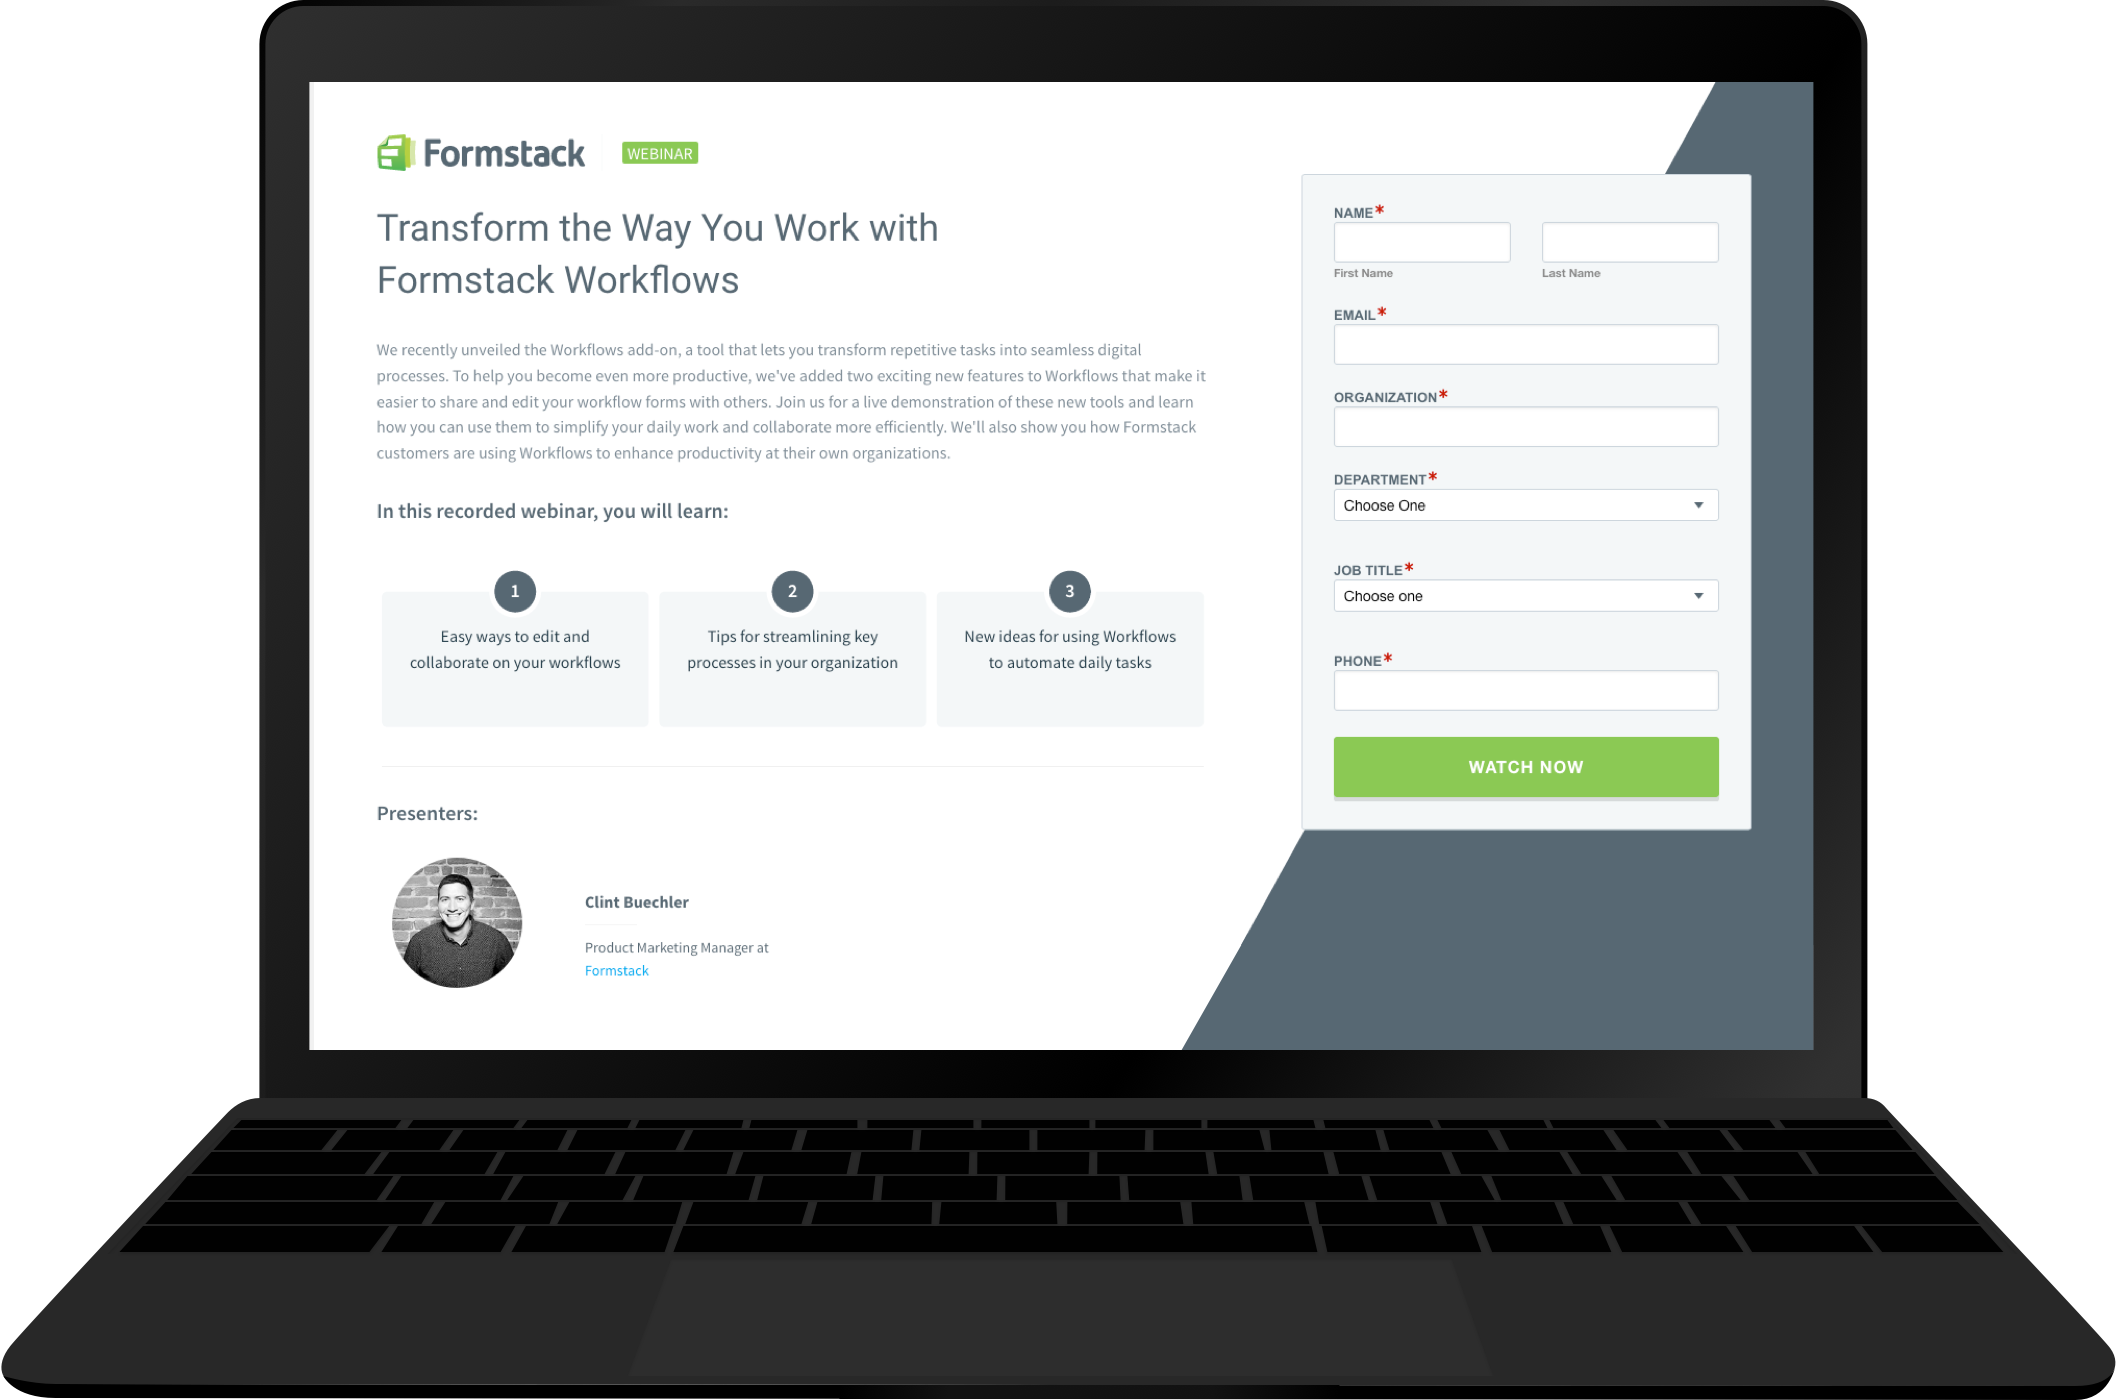 Formstack WEBINAR
Transform the Way You Work with
Formstack Workflows
We recently unveiled the Workflows add-on, a tool that lets you transform repetitive tasks into seamless digital
processes. To help you become even more productive, we've added two exciting new features to Workflows that make it
easier to share and edit your workflow forms with others. Join us for a live demonstration of these new tools and learn
how you can use them to simplify your daily work and collaborate more efficiently. We'll also show you how Formstack
customers are using Workflows to enhance productivity at their own organizations.
In this recorded webinar, you will learn:
1
Easy ways to edit and
collaborate on your workflows
2
Tips for streamlining key
processes in your organization
3
New ideas for using Workflows
to automate daily tasks
Presenters:
Clint Buechler
Product Marketing Manager at
Formstack
NAME*
First Name Last Name
EMAIL*
ORGANIZATION*
DEPARTMENT*
Choose One
JOB TITLE*
Choose one
PHONE*
WATCH NOW